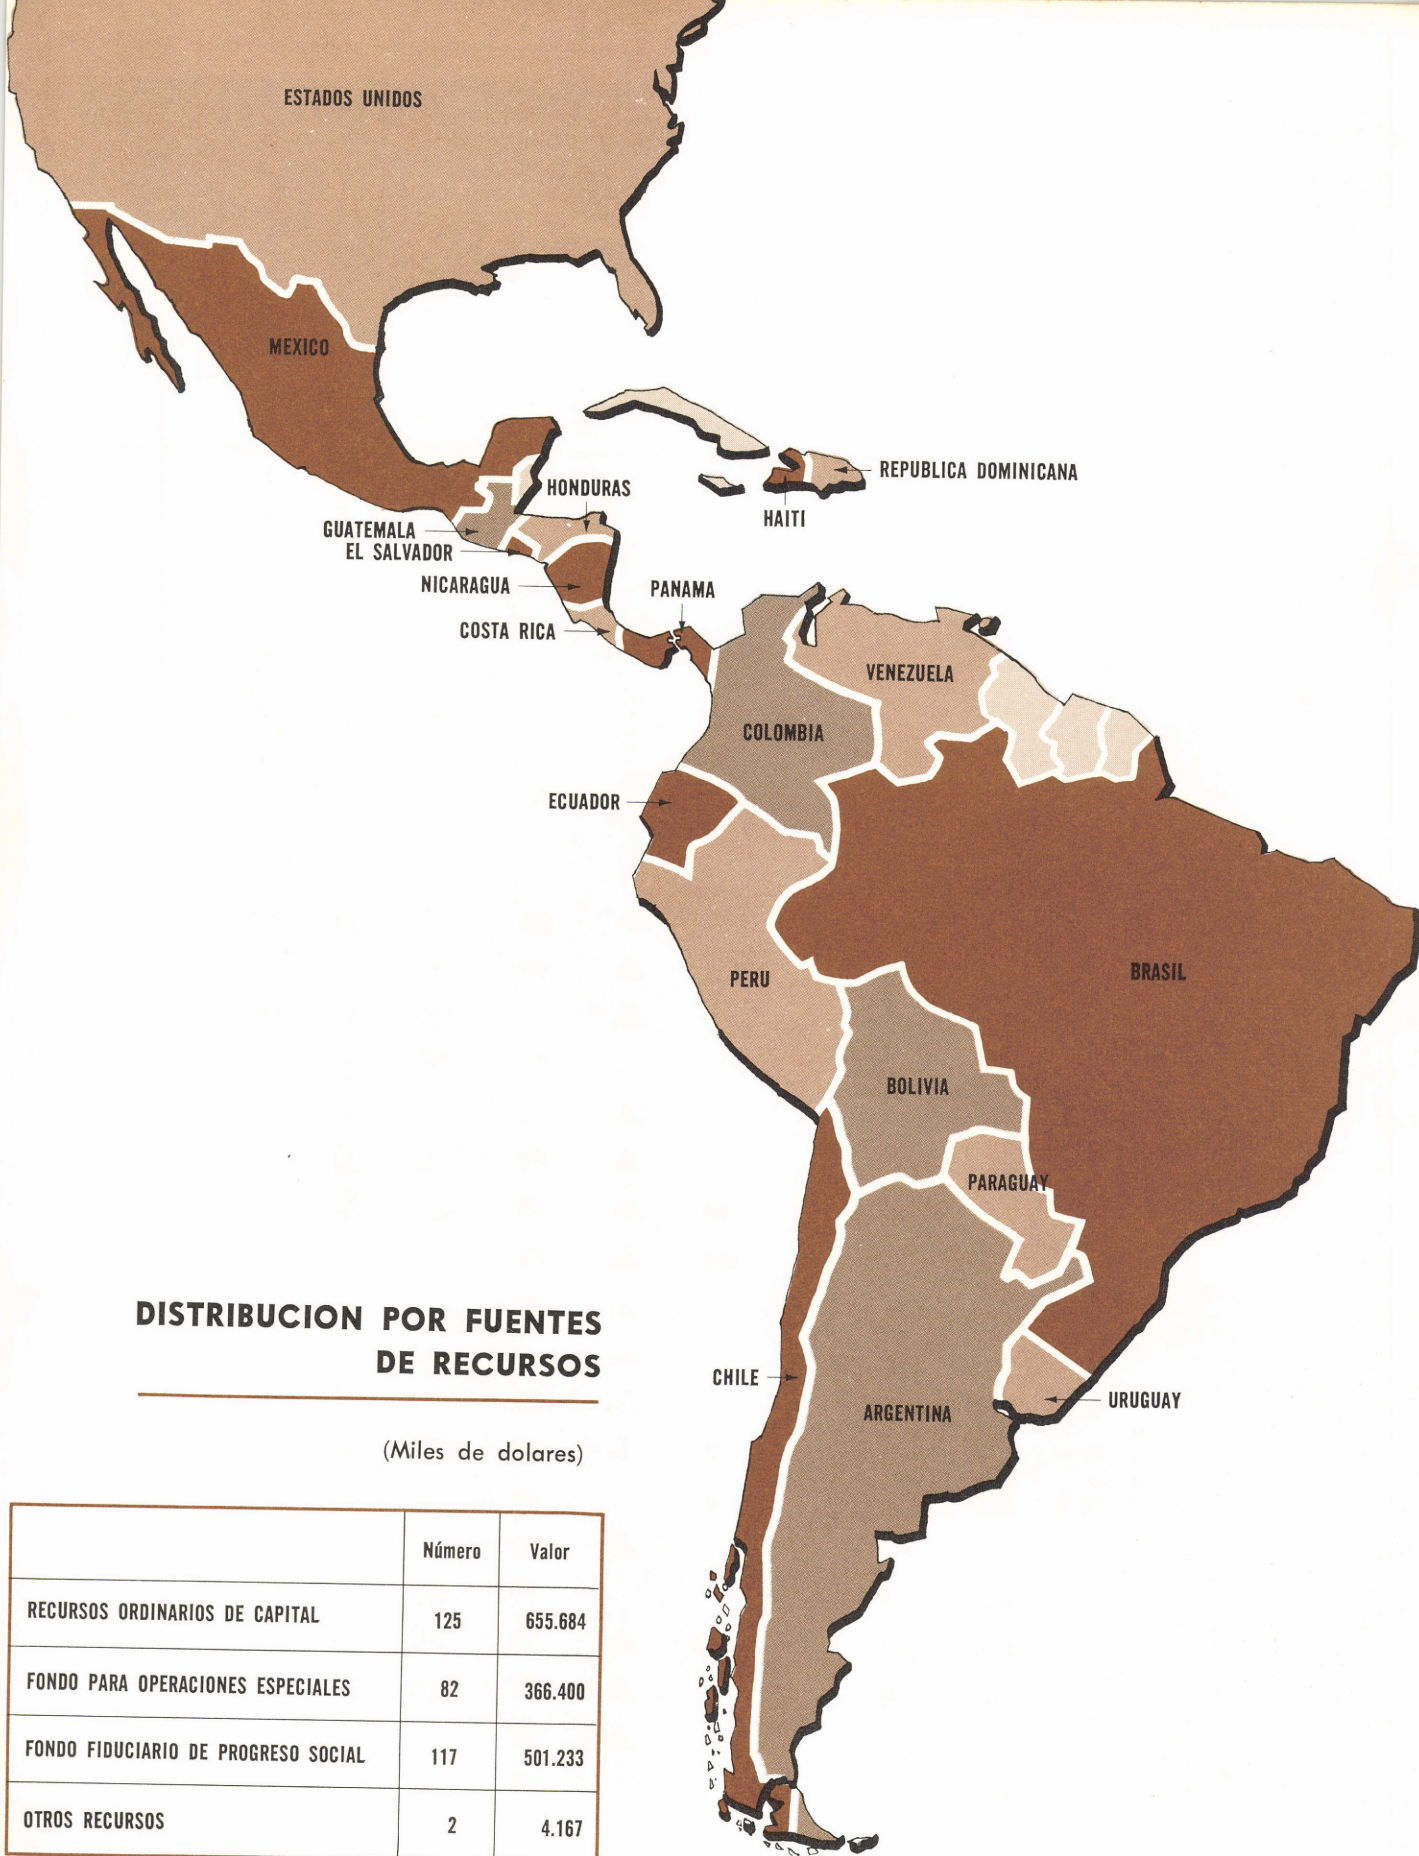 ESTADOS UNIDOS
MEXICO
REPUBLICA DOMINICANA
HONDURAS
HAITI
GUATEMALA
EL SALVADOR
NICARAGUA
PANAMA
COSTA RICA
VENEZUELA
COLOMBIA
ECUADOR
BRASIL
PERU
BOLIVIA
PARAGUAY
CHILE
URUGUAY
ARGENTINA
DISTRIBUCION POR FUENTES
DE RECURSOS
(Miles de dolares)
Número Valor
RECURSOS ORDINARIOS DE CAPITAL 125 655.684
FONDO PARA OPERACIONES ESPECIALES 82 366.400
FONDO FIDUCIARIO DE PROGRESO SOCIAL 117 501.233
OTROS RECURSOS 2 4.167